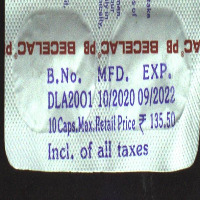 BECELAC PB BECELAC PB
B.No. MFD. EXP.
DLA2001 10/2020 09/2022
10 Caps.Max.Retail Price ₹ 135.50
Incl. of all taxes